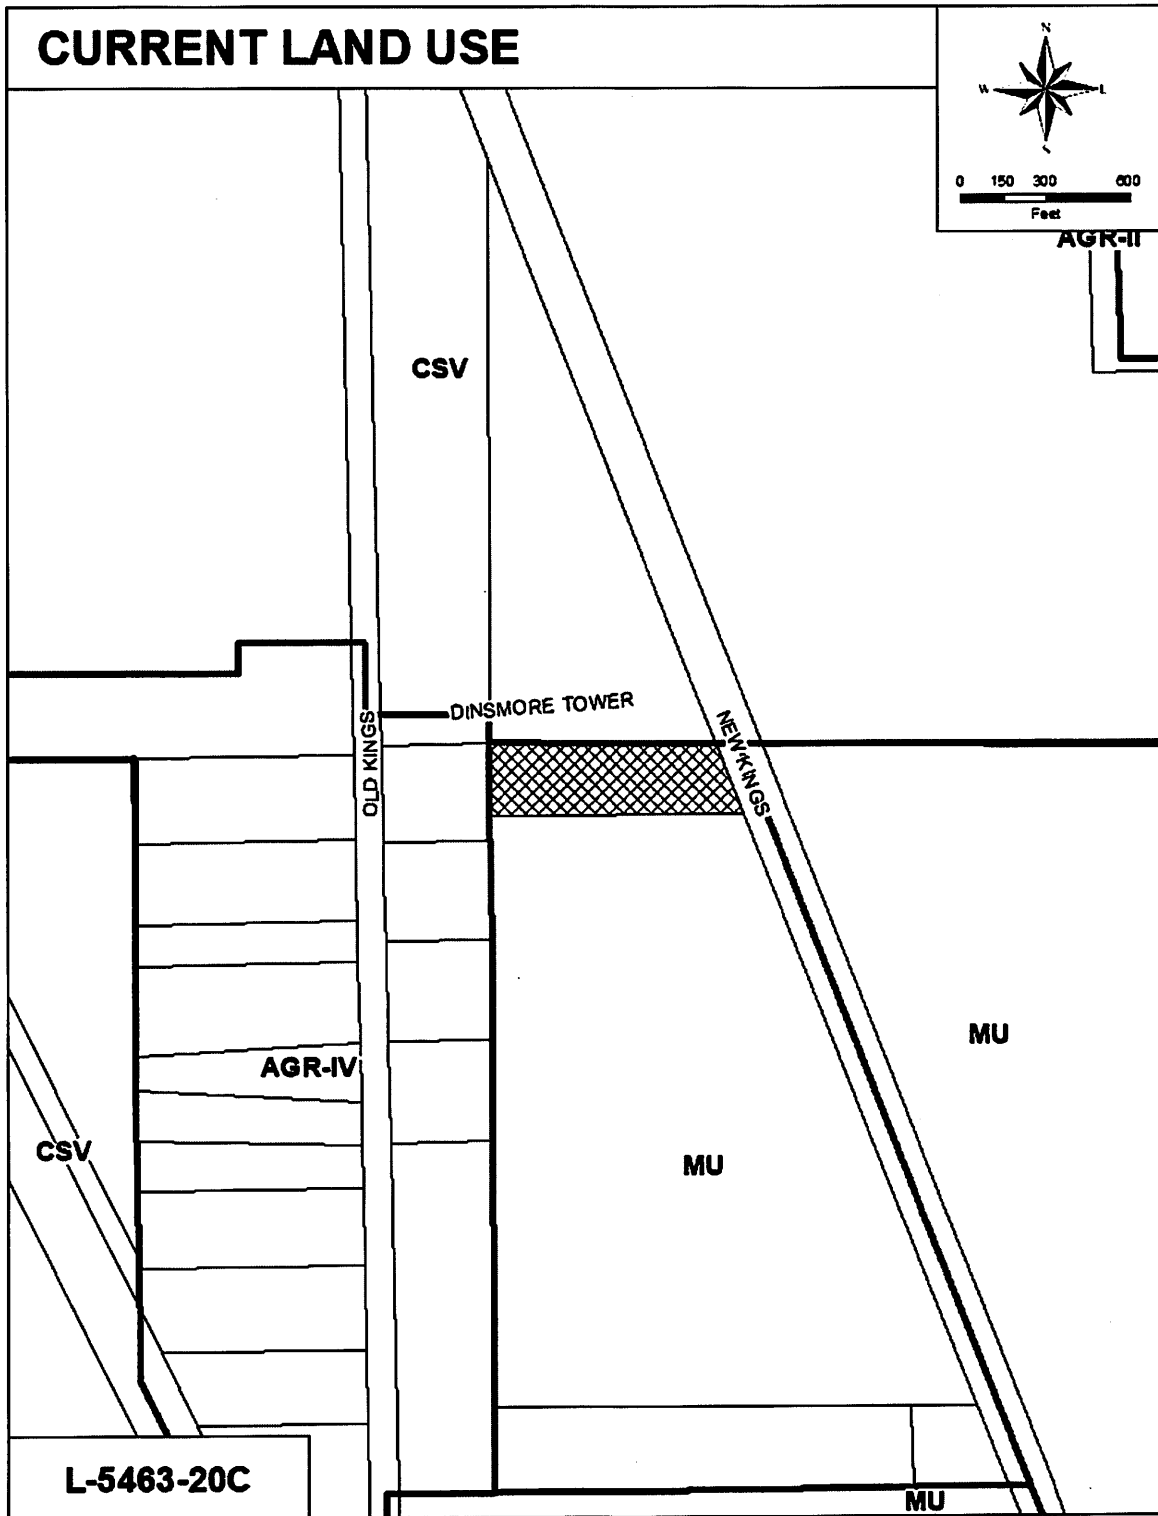 CURRENT LAND USE
N
W
S
0 150 300 600
Feet
AGR-II
CSV
DINSMORE TOWER
OLD KINGS
NEW KINGS
MU
AGR-IV
CSV
MU
L-5463-20C
MU